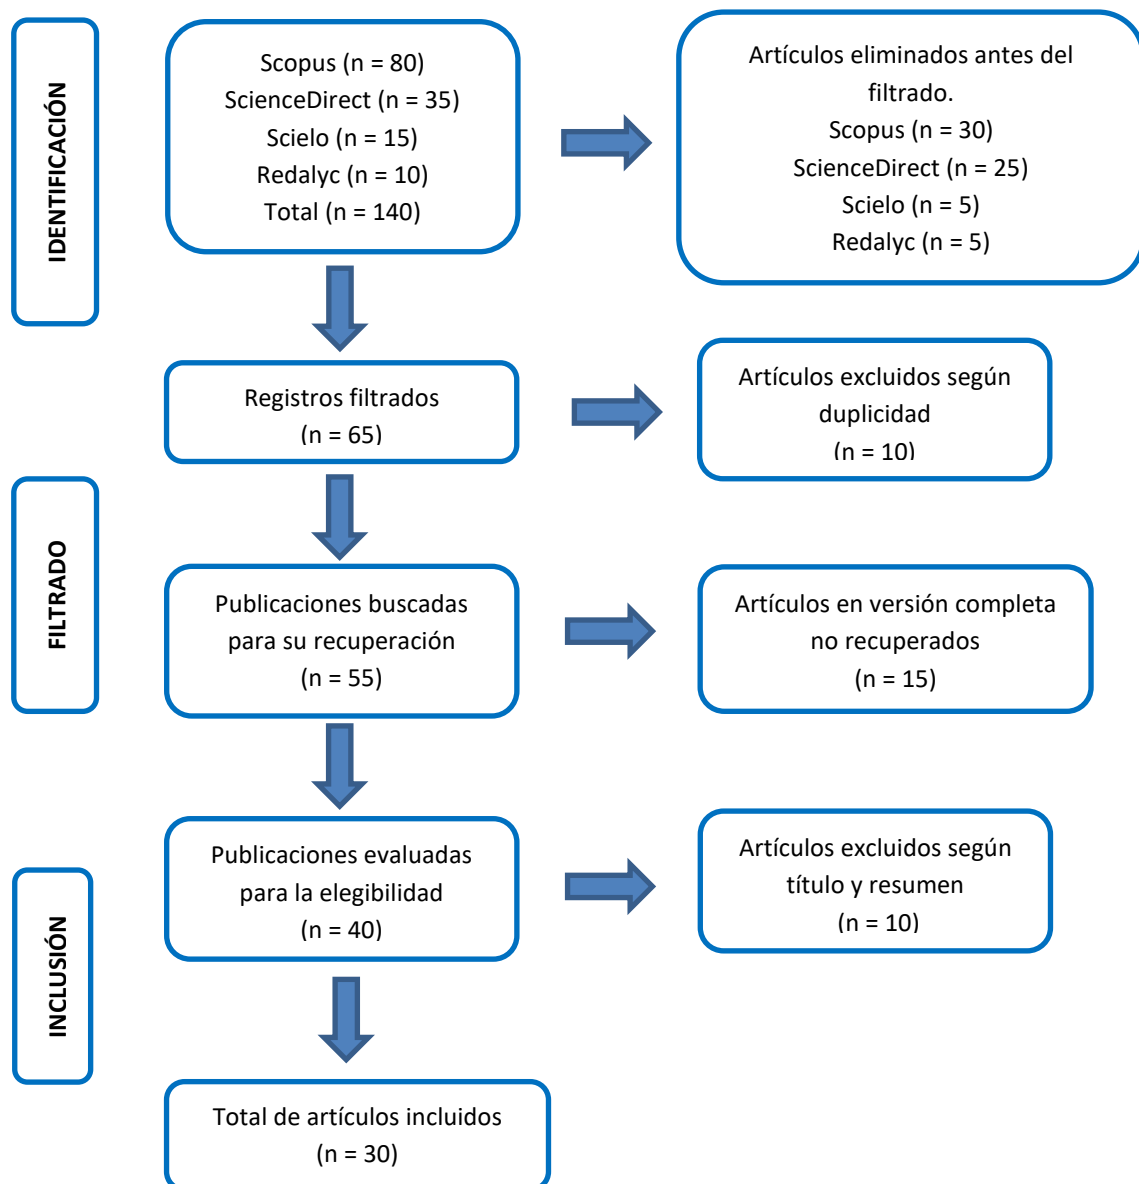 IDENTIFICACIÓN
Scopus (n = 80)
ScienceDirect (n = 35)
Scielo (n = 15)
Redalyc (n = 10)
Total (n = 140)
Artículos eliminados antes del
filtrado.
Scopus (n = 30)
ScienceDirect (n = 25)
Scielo (n = 5)
Redalyc (n = 5)
Registros filtrados
(n = 65)
Artículos excluidos según
duplicidad
(n = 10)
FILTRADO
Publicaciones buscadas
para su recuperación
(n = 55)
Artículos en versión completa
no recuperados
(n = 15)
Publicaciones evaluadas
para la elegibilidad
(n = 40)
Artículos excluidos según
título y resumen
(n = 10)
INCLUSIÓN
Total de artículos incluidos
(n = 30)